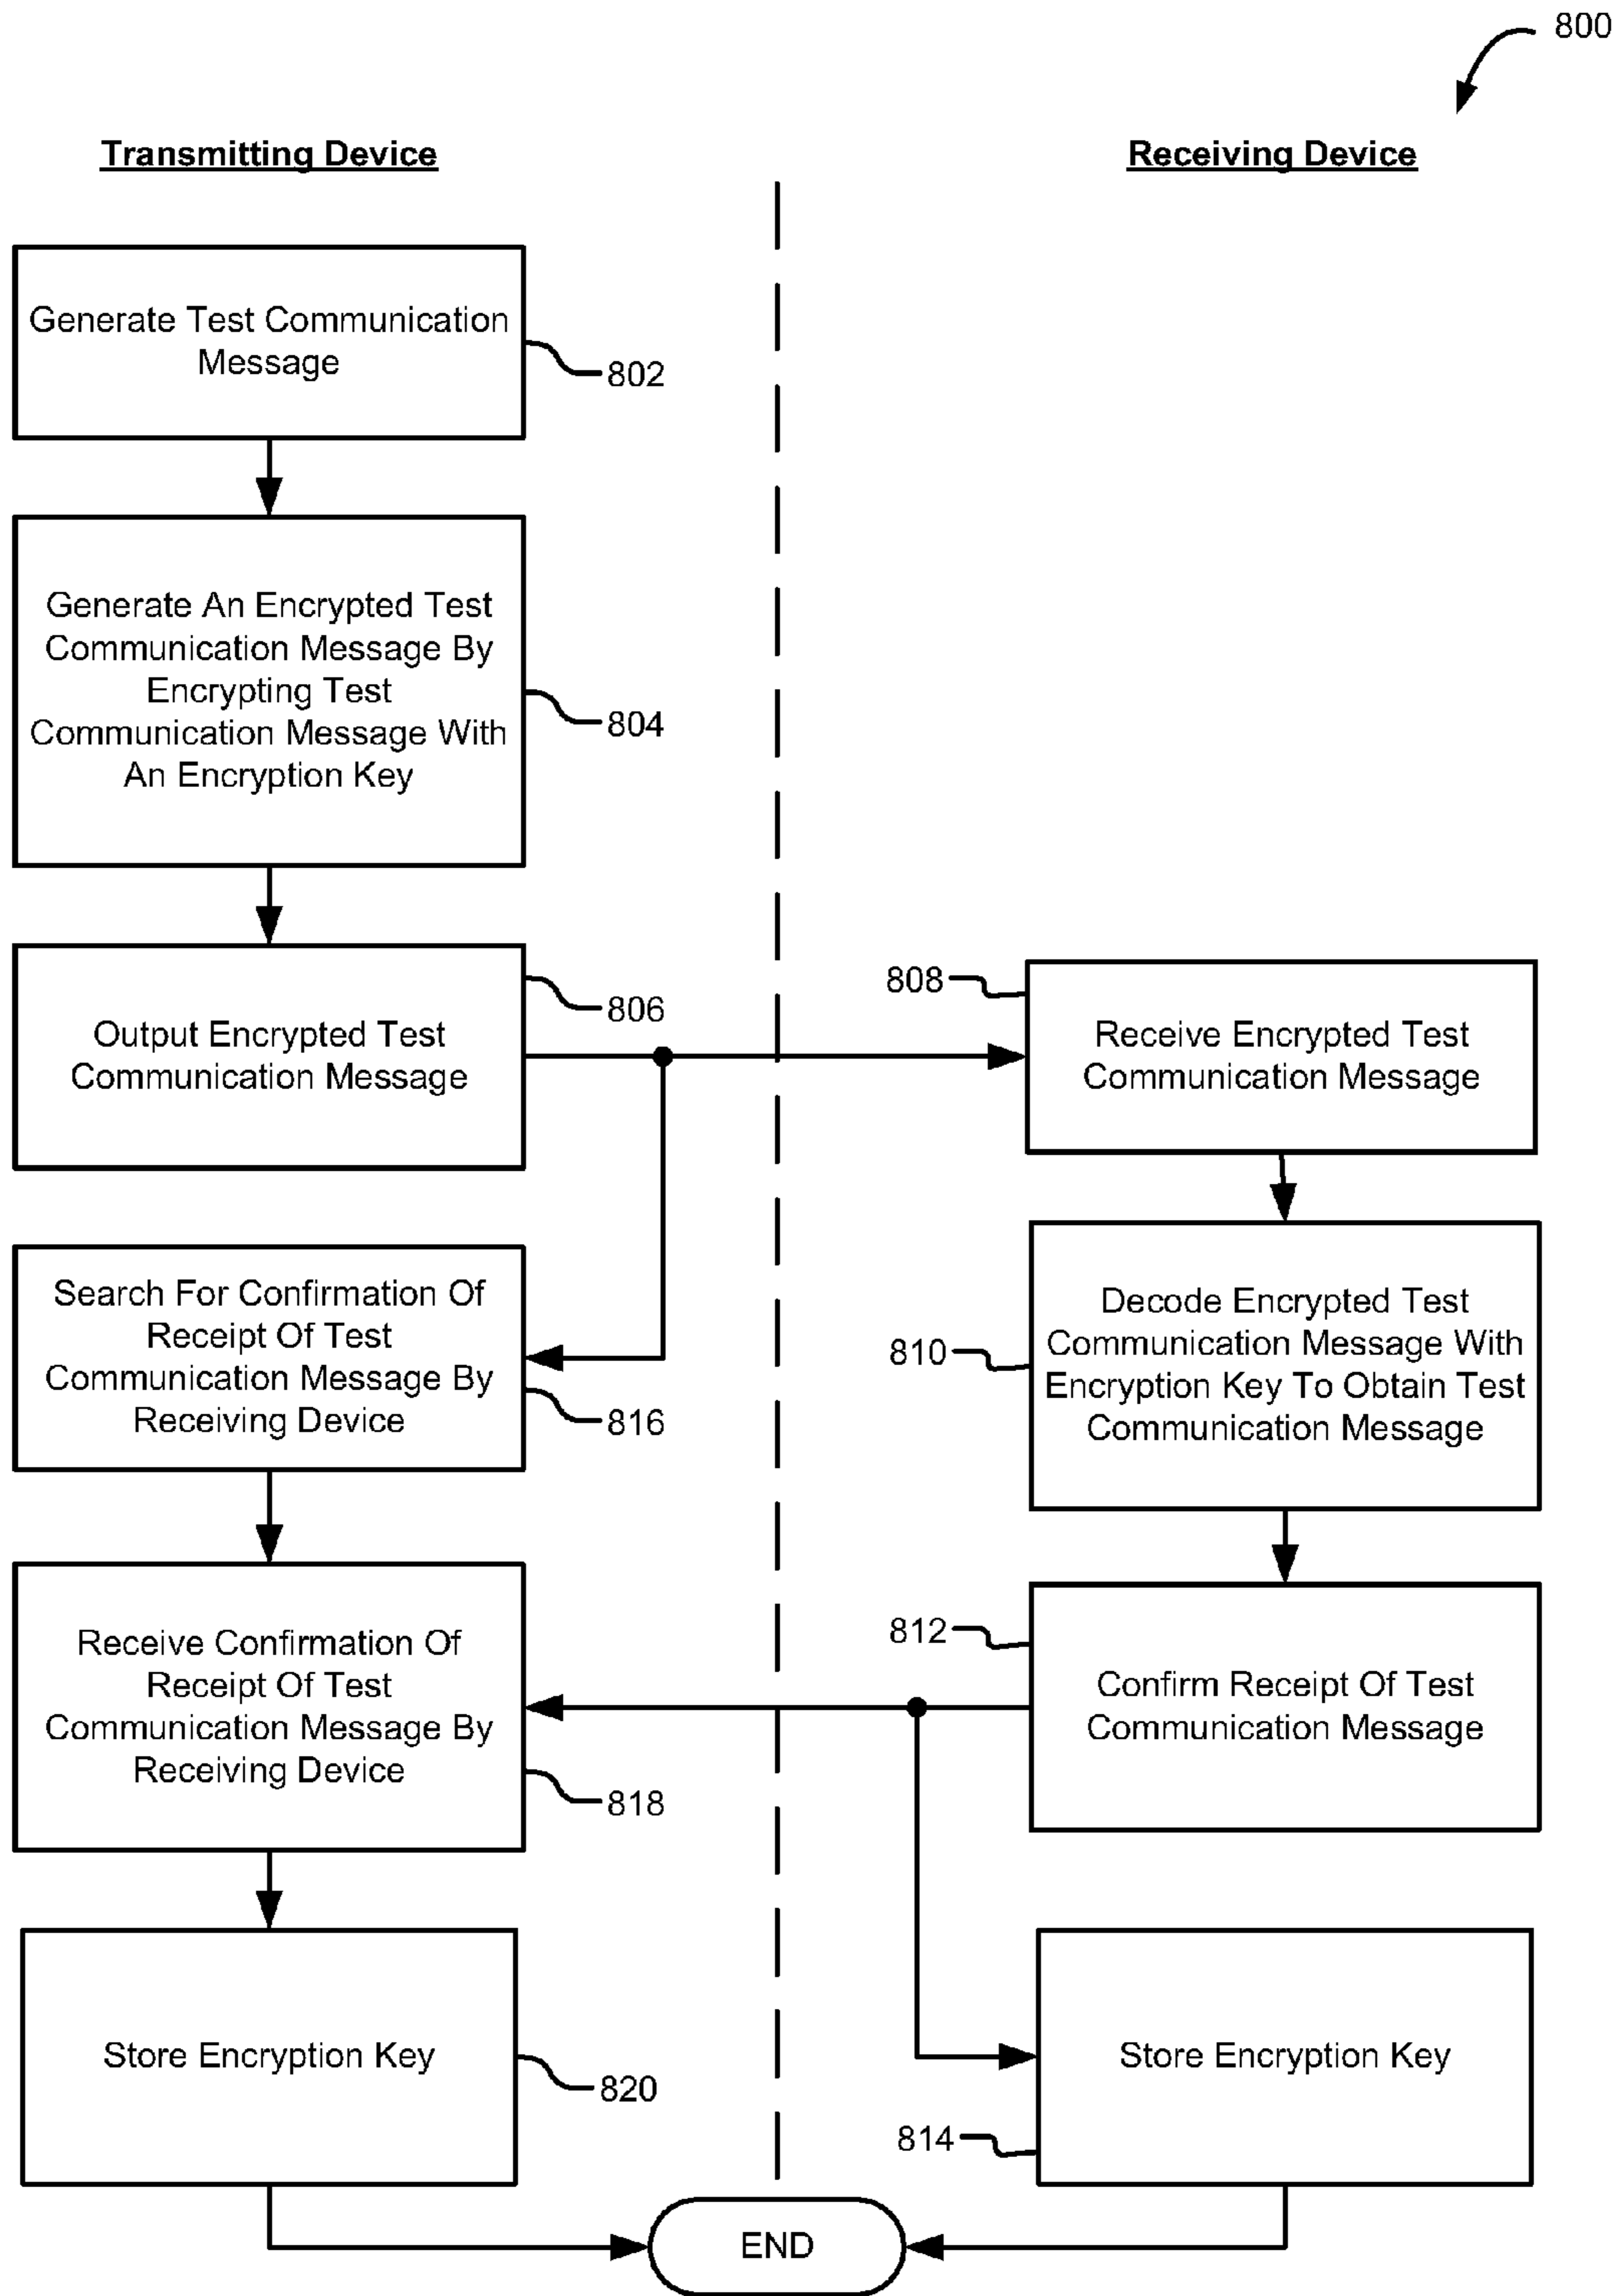 800
Transmitting Device
Receiving Device
Generate Test Communication
Message
802
Generate An Encrypted Test
Communication Message By
Encrypting Test
Communication Message With
An Encryption Key
804
Output Encrypted Test
Communication Message
806
808
Receive Encrypted Test
Communication Message
Search For Confirmation Of
Receipt Of Test
Communication Message By
Receiving Device
816
810
Decode Encrypted Test
Communication Message With
Encryption Key To Obtain Test
Communication Message
Receive Confirmation Of
Receipt Of Test
Communication Message By
Receiving Device
818
812
Confirm Receipt Of Test
Communication Message
Store Encryption Key
820
Store Encryption Key
814
END